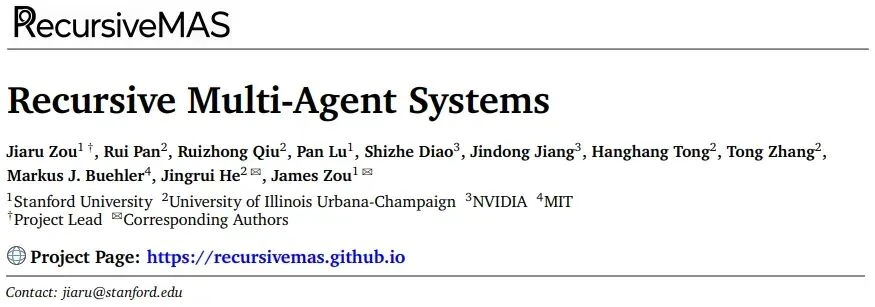 RecursiveMAS
Recursive Multi-Agent Systems
Jiaru Zou¹ †, Rui Pan², Ruizhong Qiu², Pan Lu¹, Shizhe Diao³, Jindong Jiang³, Hanghang Tong², Tong Zhang²,
Markus J. Buehler⁴, Jingrui He² ✉, James Zou¹ ✉
¹Stanford University ²University of Illinois Urbana-Champaign ³NVIDIA ⁴MIT
†Project Lead ✉Corresponding Authors
Project Page: https://recursivemas.github.io
Contact: jiaru@stanford.edu